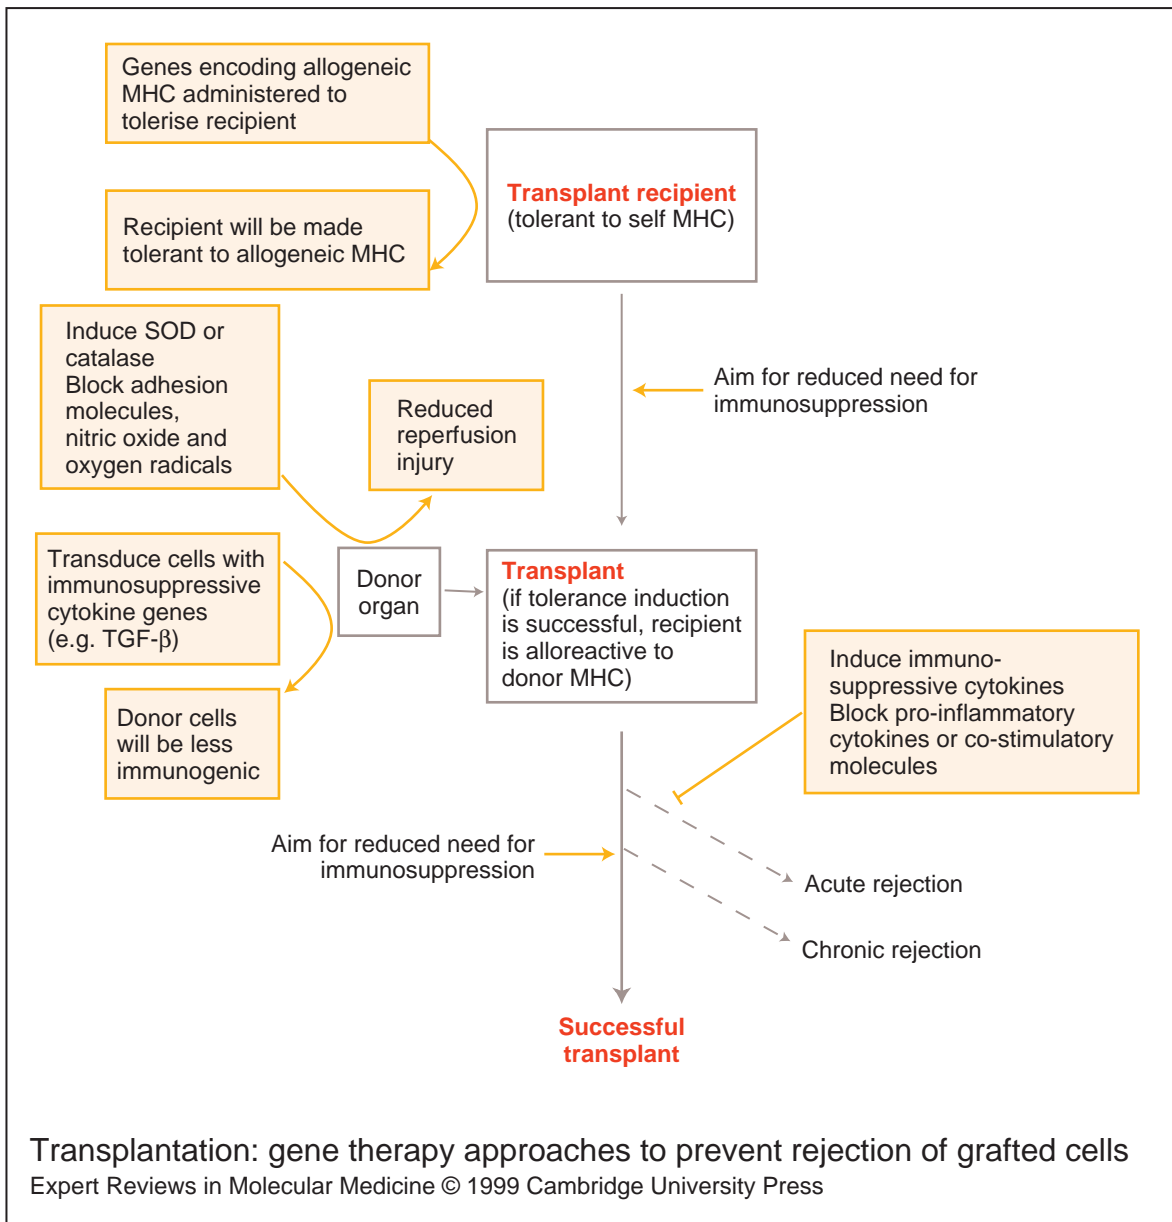 Genes encoding allogeneic
MHC administered to
tolerise recipient
Transplant recipient
(tolerant to self MHC)
Recipient will be made
tolerant to allogeneic MHC
Induce SOD or
catalase
Block adhesion
molecules,
nitric oxide and
oxygen radicals
Reduced
reperfusion
injury
Aim for reduced need for
immunosuppression
Transduce cells with
immunosuppressive
cytokine genes
(e.g. TGF-β)
Donor
organ
Transplant
(if tolerance induction
is successful, recipient
is alloreactive to
donor MHC)
Donor cells
will be less
immunogenic
Induce immuno-
suppressive cytokines
Block pro-inflammatory
cytokines or co-stimulatory
molecules
Aim for reduced need for
immunosuppression
Acute rejection
Chronic rejection
Successful
transplant
Transplantation: gene therapy approaches to prevent rejection of grafted cells
Expert Reviews in Molecular Medicine © 1999 Cambridge University Press